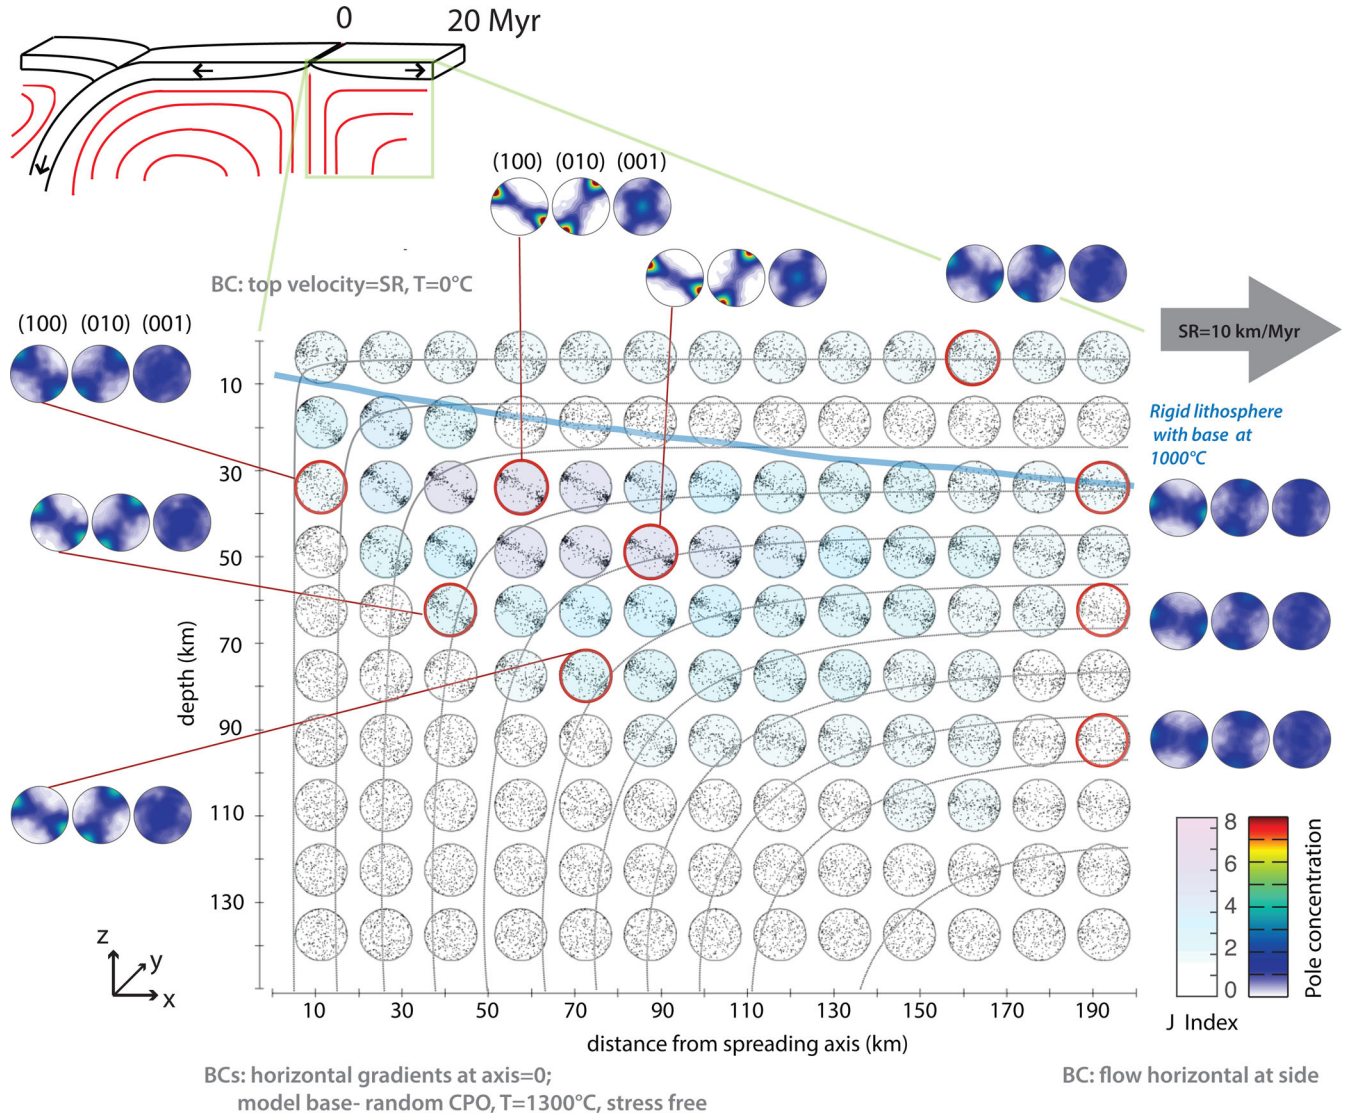 0 20 Myr
(100) (010) (001)
BC: top velocity=SR, T=0°C
(100) (010) (001)
SR=10 km/Myr
Rigid lithosphere
with base at
1000°C
10
30
50
70
90
110
130
depth (km)
z
y
x
10 30 50 70 90 110 130 150 170 190
distance from spreading axis (km)
8
6
4
2
0
J Index
Pole concentration
BCs: horizontal gradients at axis=0;
model base- random CPO, T=1300°C, stress free
BC: flow horizontal at side